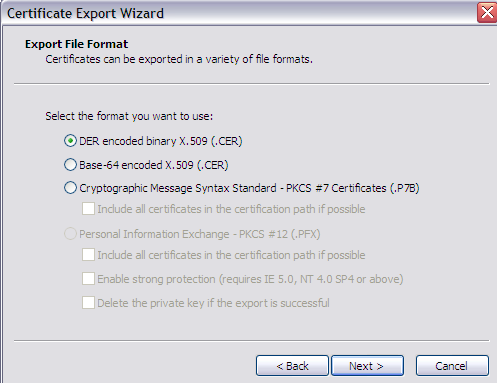 Certificate Export Wizard
Export File Format
Certificates can be exported in a variety of file formats.
Select the format you want to use:
DER encoded binary X.509 (.CER)
Base-64 encoded X.509 (.CER)
Cryptographic Message Syntax Standard - PKCS #7 Certificates (.P7B)
Include all certificates in the certification path if possible
Personal Information Exchange - PKCS #12 (.PFX)
Include all certificates in the certification path if possible
Enable strong protection (requires IE 5.0, NT 4.0 SP4 or above)
Delete the private key if the export is successful
< Back Next > Cancel